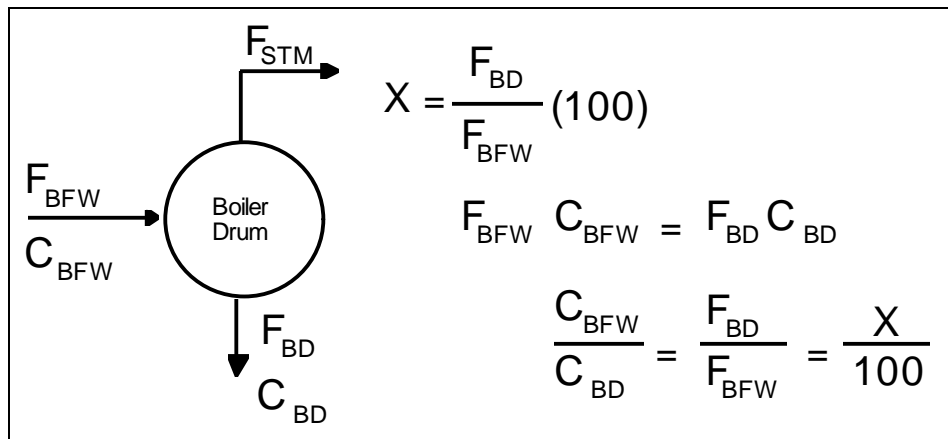 F_STM
F_BFW
C_BFW
Boiler
Drum
F_BD
C_BD
X = F_BD / F_BFW (100)
F_BFW C_BFW = F_BD C_BD
C_BFW / C_BD = F_BD / F_BFW = X / 100